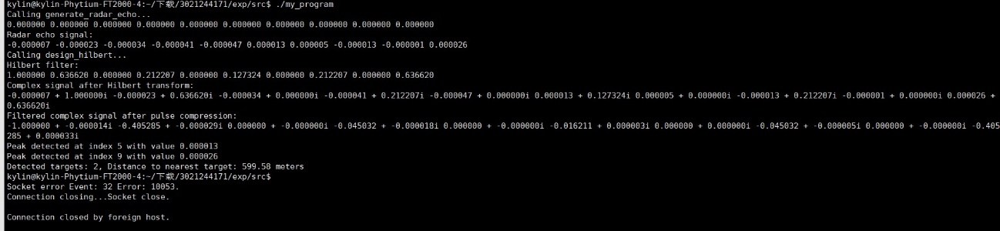 kylin@kylin-Phytium-FT2000-4:~/下载/3021244171/exp/src$ ./my_program
Calling generate_radar_echo...
0.000000 0.000000 0.000000 0.000000 0.000000 0.000000 0.000000 0.000000 0.000000 0.000000
Radar echo signal:
-0.000007 -0.000023 -0.000034 -0.000041 -0.000047 0.000013 0.000005 -0.000013 -0.000001 0.000026
Calling design_hilbert...
Hilbert filter:
1.000000 0.636620 0.000000 0.212207 0.000000 0.127324 0.000000 0.212207 0.000000 0.636620
Complex signal after Hilbert transform:
-0.000007 + 1.000000i -0.000023 + 0.636620i -0.000034 + 0.000000i -0.000041 + 0.212207i -0.000047 + 0.000000i 0.000013 + 0.127324i 0.000005 + 0.000000i -0.000013 + 0.212207i -0.000001 + 0.000000i 0.000026 +
0.636620i
Filtered complex signal after pulse compression:
-1.000000 + -0.000014i -0.405285 + -0.000029i 0.000000 + -0.000000i -0.045032 + -0.000018i 0.000000 + -0.000000i -0.016211 + 0.000003i 0.000000 + 0.000000i -0.045032 + -0.000005i 0.000000 + -0.000000i -0.405
285 + 0.000033i
Peak detected at index 5 with value 0.000013
Peak detected at index 9 with value 0.000026
Detected targets: 2, Distance to nearest target: 599.58 meters
kylin@kylin-Phytium-FT2000-4:~/下载/3021244171/exp/src$
Socket error Event: 32 Error: 10053.
Connection closing...Socket close.
Connection closed by foreign host.